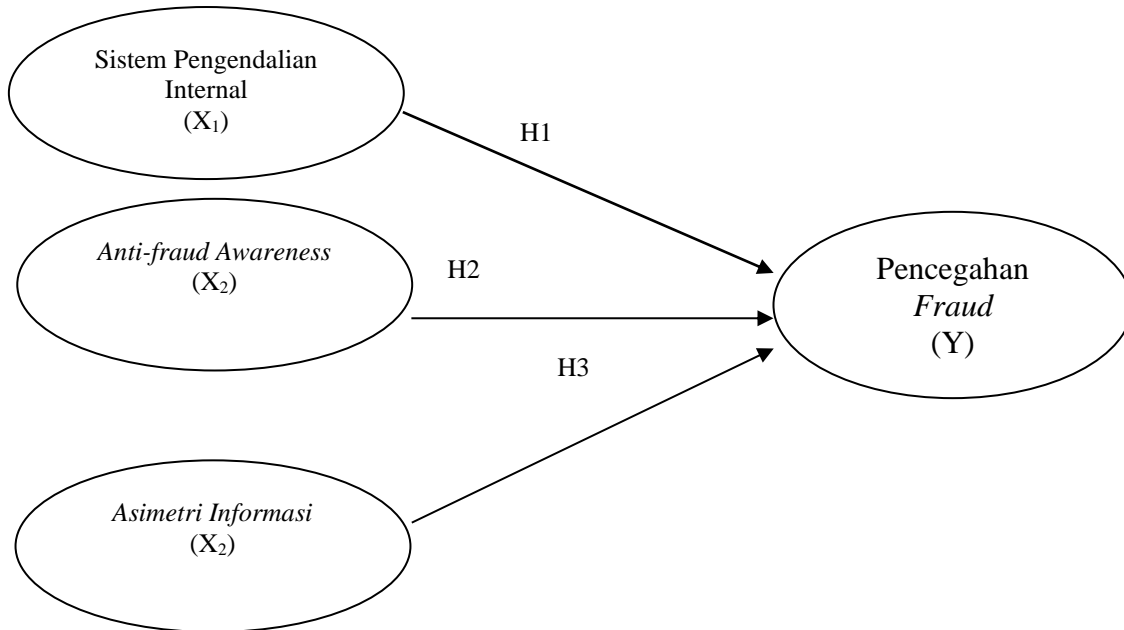 Sistem Pengendalian
Internal
(X₁)
H1
Anti-fraud Awareness
(X₂)
H2
Pencegahan
Fraud
(Y)
H3
Asimetri Informasi
(X₂)